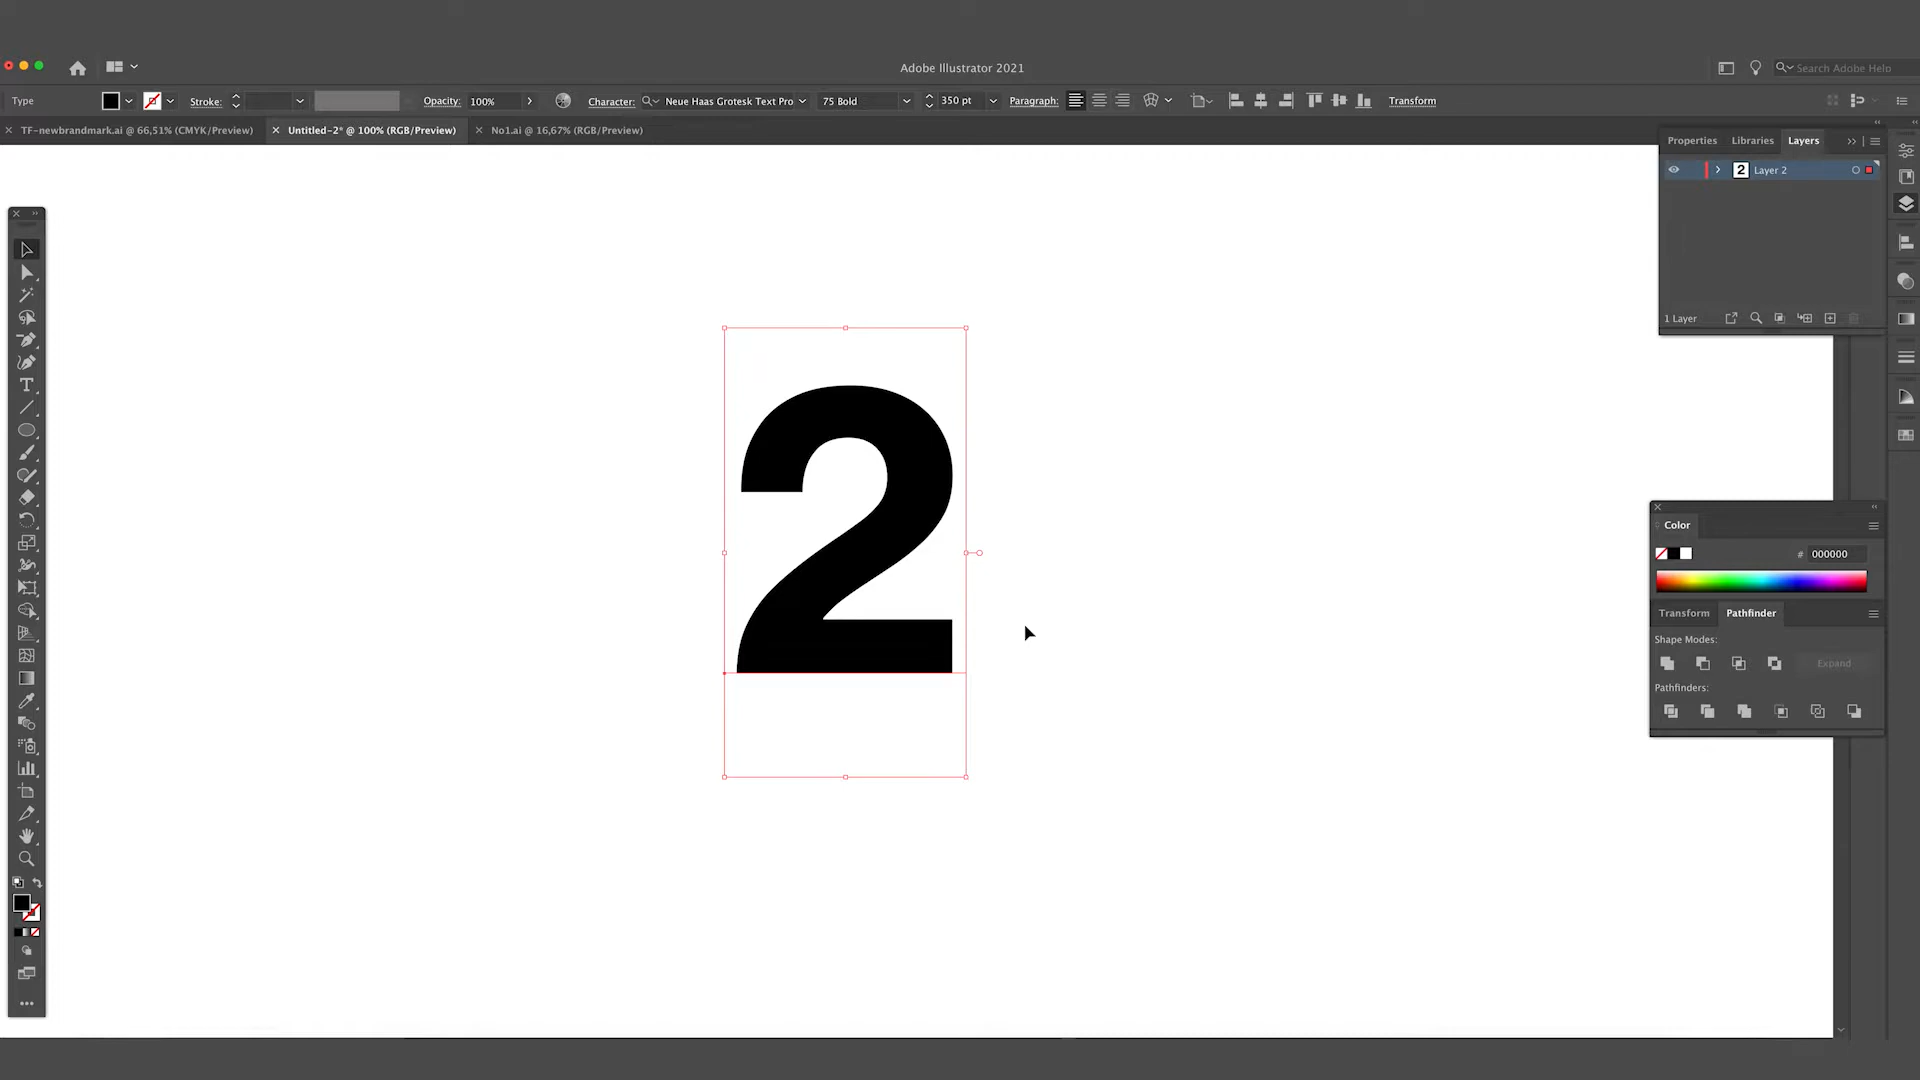 Adobe Illustrator 2021
Search Adobe Help
Type
Stroke:
Opacity: 100%
Character:
Neue Haas Grotesk Text Pro
75 Bold
350 pt
Paragraph:
Transform
TF-newbrandmark.ai @ 66,51% (CMYK/Preview)
Untitled-2* @ 100% (RGB/Preview)
No1.ai @ 16,67% (RGB/Preview)
Properties
Libraries
Layers
2
Layer 2
1 Layer
2
Color
# 000000
Transform
Pathfinder
Shape Modes:
Expand
Pathfinders: